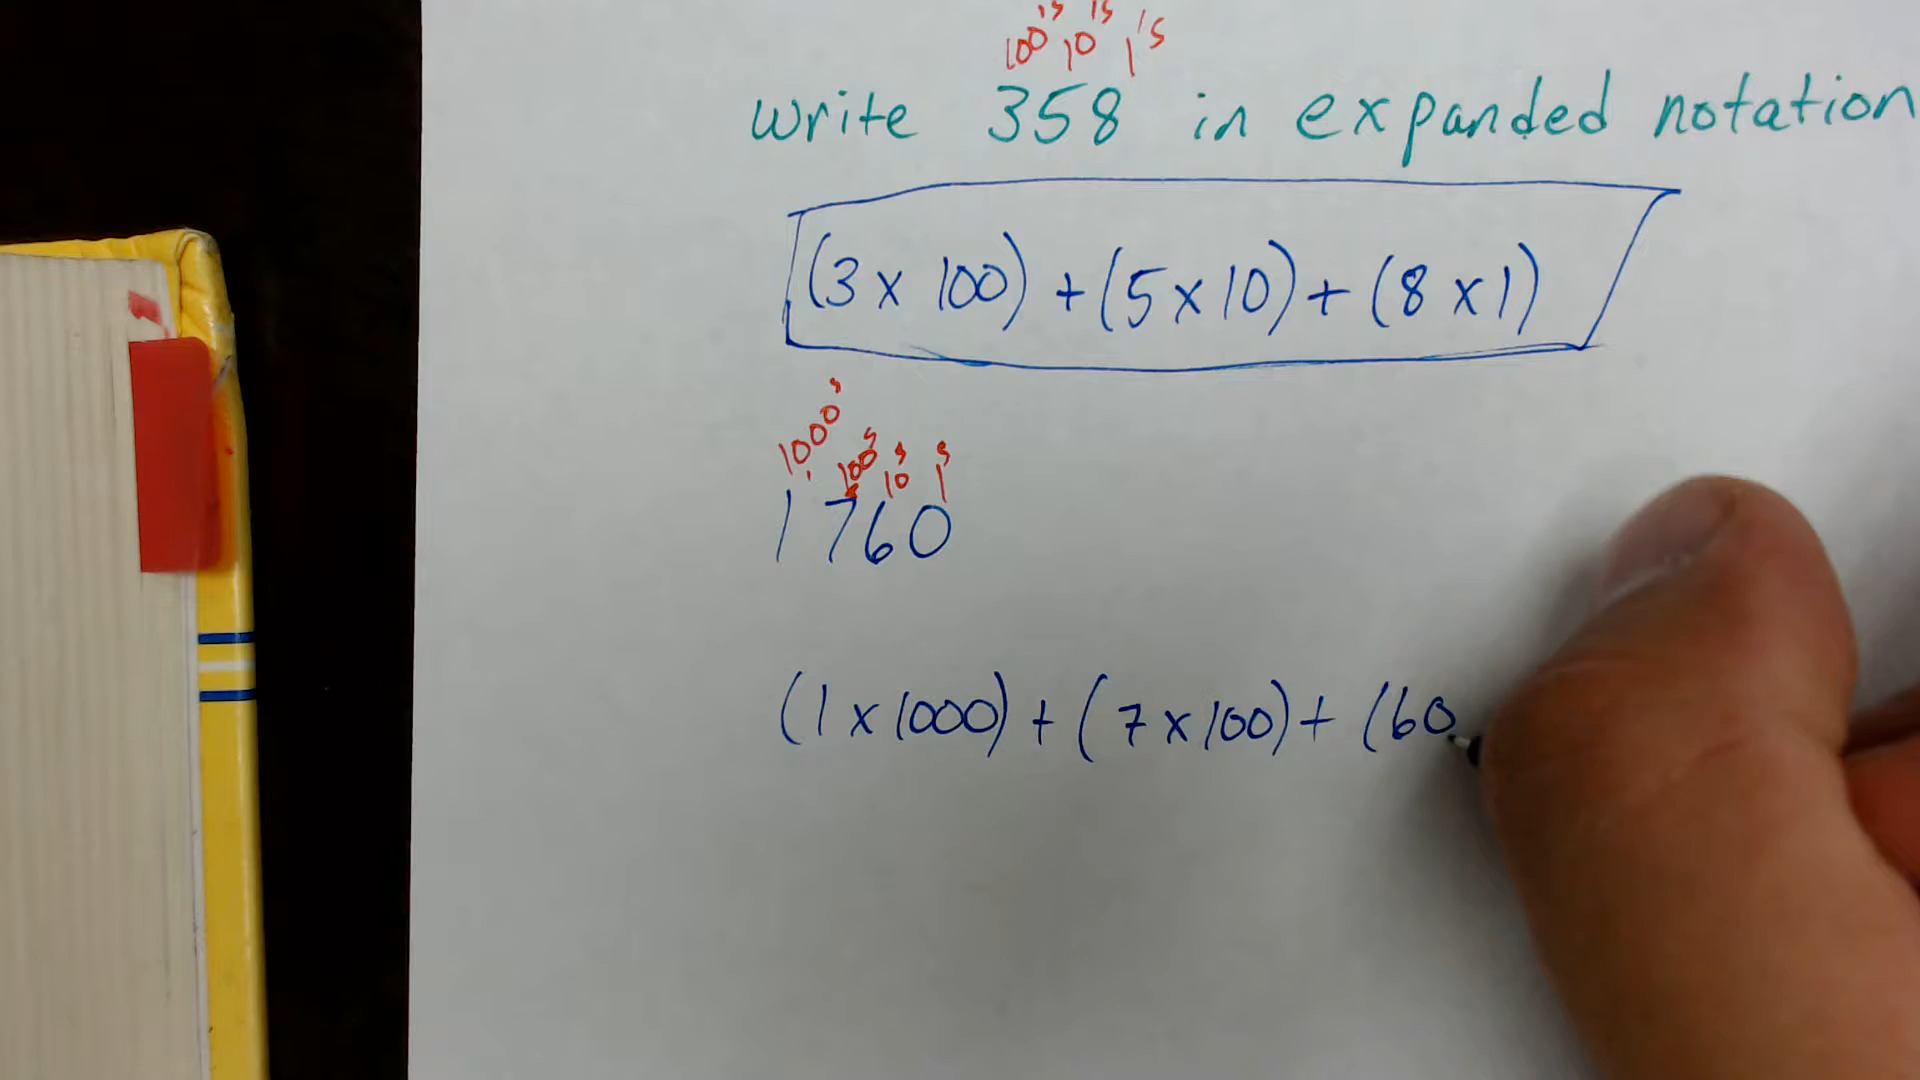 100's 10's 1's
write 358 in expanded notation
(3 x 100) + (5 x 10) + (8 x 1)
1000's 100's 10's 1's
1760
(1 x 1000) + (7 x 100) + (60